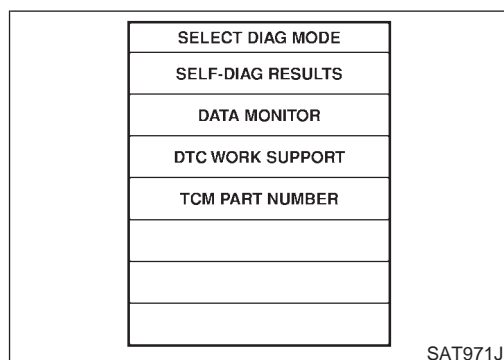 SELECT DIAG MODE
SELF-DIAG RESULTS
DATA MONITOR
DTC WORK SUPPORT
TCM PART NUMBER
SAT971J